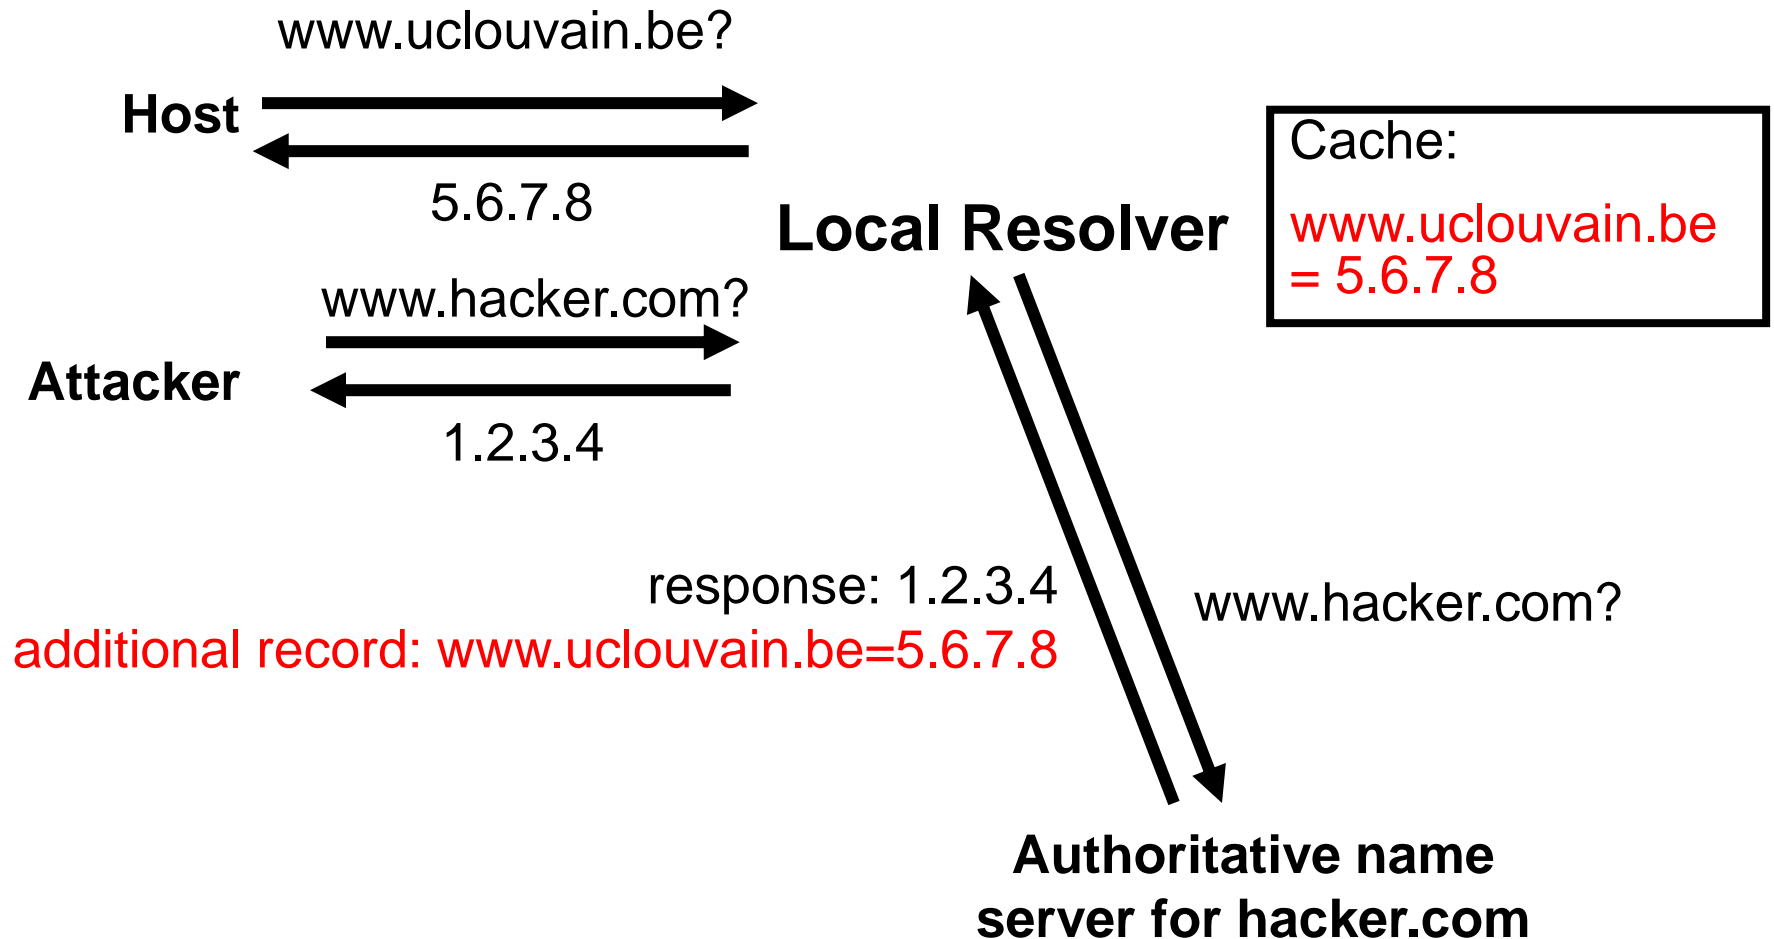 www.uclouvain.be?
Host
5.6.7.8
Cache:
www.uclouvain.be
= 5.6.7.8
Local Resolver
www.hacker.com?
Attacker
1.2.3.4
response: 1.2.3.4
additional record: www.uclouvain.be=5.6.7.8
www.hacker.com?
Authoritative name
server for hacker.com